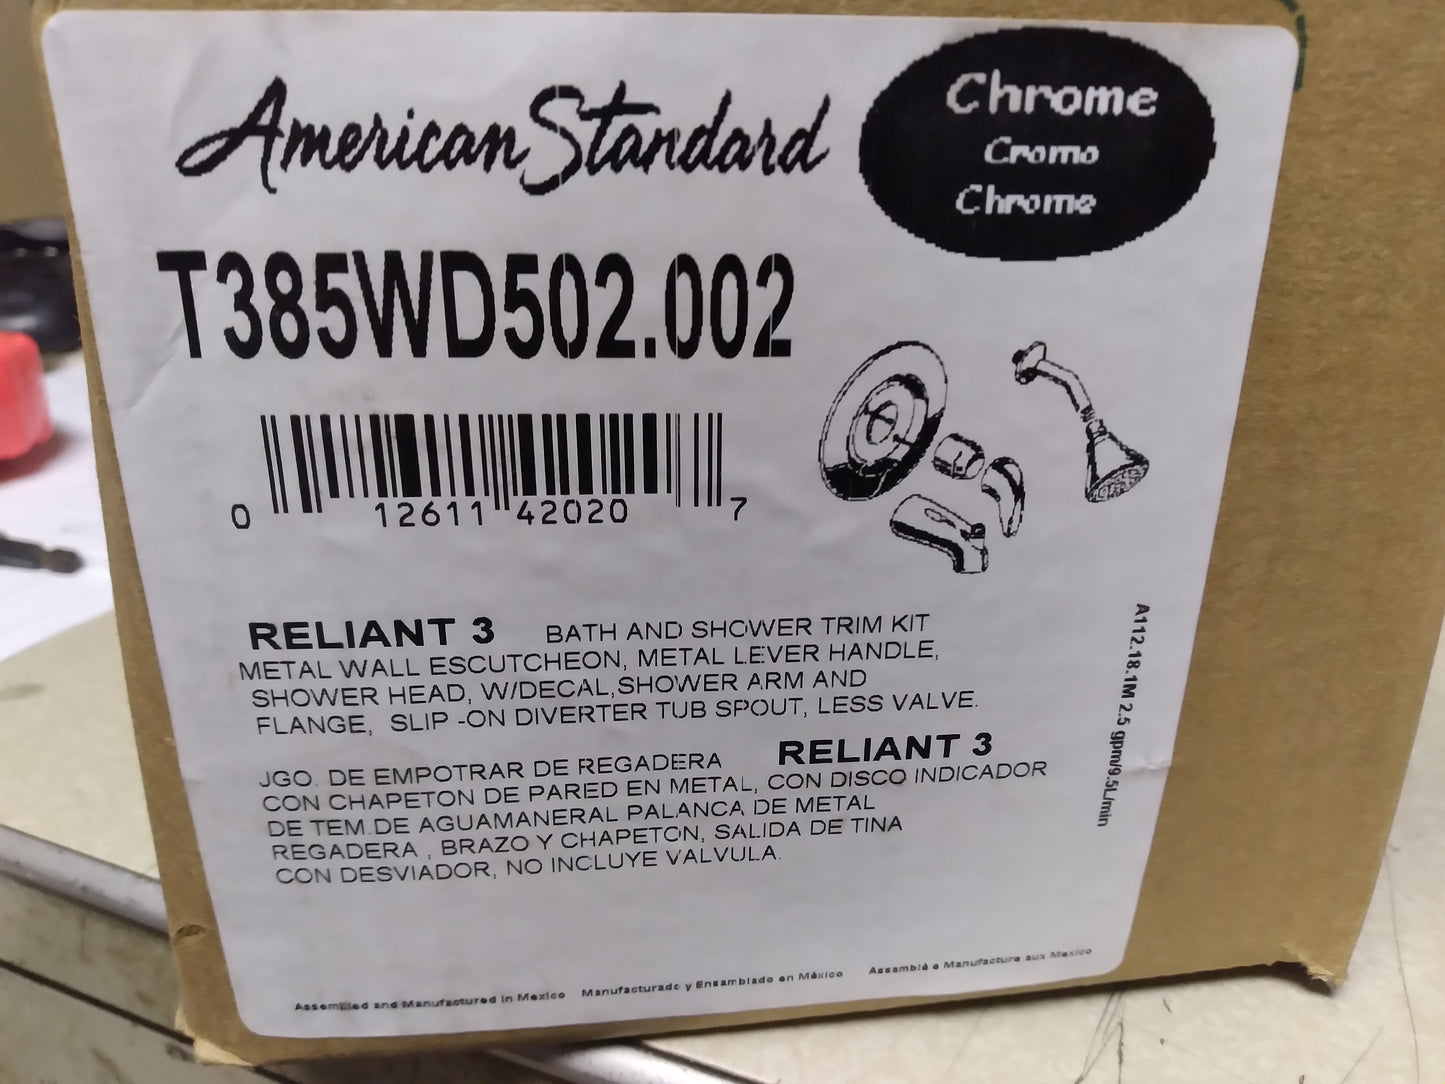 American Standard
Chrome
Cromo
Chrome
T385WD502.002
0 12611 42020 7
RELIANT 3 BATH AND SHOWER TRIM KIT
METAL WALL ESCUTCHEON, METAL LEVER HANDLE,
SHOWER HEAD, W/DECAL,SHOWER ARM AND
FLANGE, SLIP -ON DIVERTER TUB SPOUT, LESS VALVE.
JGO. DE EMPOTRAR DE REGADERA RELIANT 3
CON CHAPETON DE PARED EN METAL, CON DISCO INDICADOR
DE TEM.DE AGUAMANERAL PALANCA DE METAL
REGADERA , BRAZO Y CHAPETON, SALIDA DE TINA
CON DESVIADOR, NO INCLUYE VALVULA.
A112.18.1M 2.5 gpm/9.5L/min
Assembled and Manufactured in Mexico Manufacturado y Ensamblado en México Assamblè e Manufacture aux Mexico